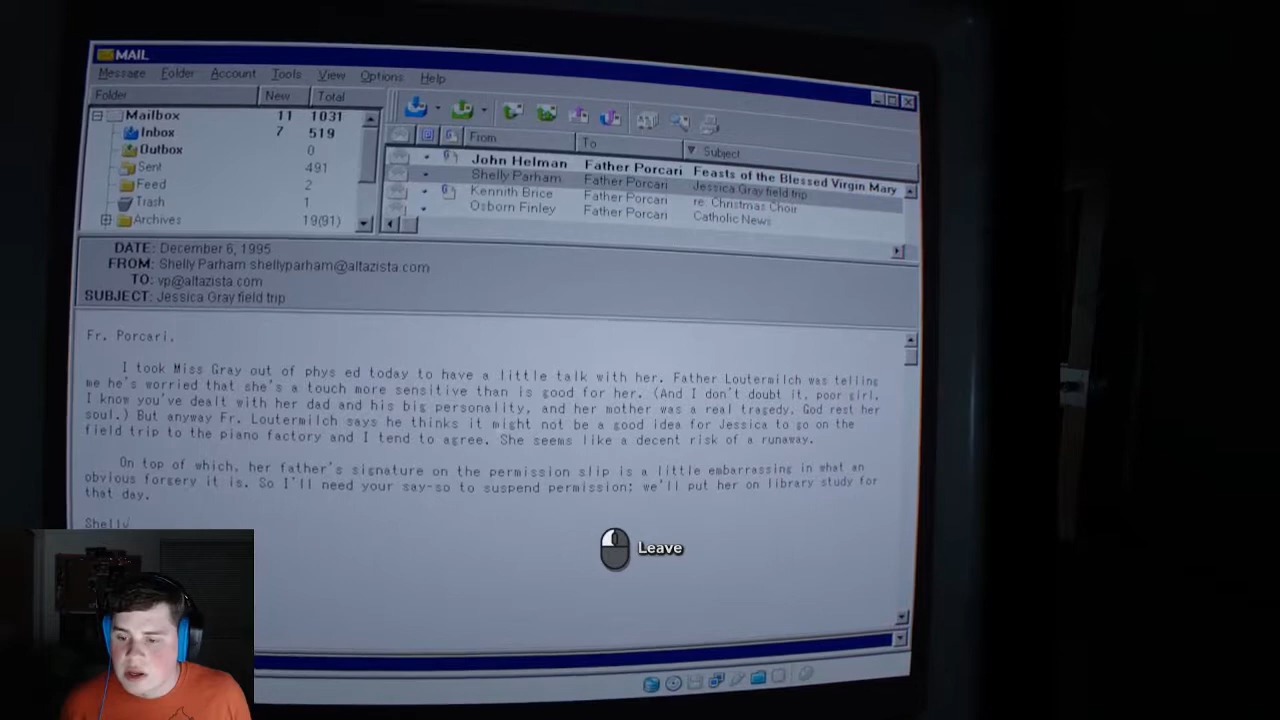 MAIL
Message Folder Account Tools View Options Help
Folder New Total
Mailbox 11 1031
Inbox 7 519
Outbox 0
Sent 491
Feed 2
Trash 1
Archives 19(91)
From To Subject
John Helman Father Porcari Feasts of the Blessed Virgin Mary
Shelly Parham Father Porcari Jessica Gray field trip
Kennith Brice Father Porcari re: Christmas Choir
Osborn Finley Father Porcari Catholic News
DATE: December 6, 1995
FROM: Shelly Parham shellyparham@altazista.com
TO: vp@altazista.com
SUBJECT: Jessica Gray field trip
Fr. Porcari,
I took Miss Gray out of phys ed today to have a little talk with her. Father Loutermilch was telling
me he's worried that she's a touch more sensitive than is good for her. (And I don't doubt it, poor girl.
I know you've dealt with her dad and his big personality, and her mother was a real tragedy, God rest her
soul.) But anyway Fr. Loutermilch says he thinks it might not be a good idea for Jessica to go on the
field trip to the piano factory and I tend to agree. She seems like a decent risk of a runaway.
On top of which, her father's signature on the permission slip is a little embarrassing in what an
obvious forgery it is. So I'll need your say-so to suspend permission; we'll put her on library study for
that day.
Shelly
Leave